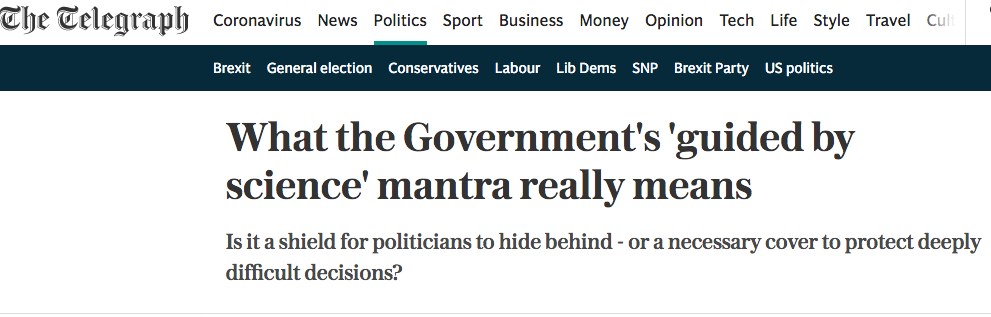 The Telegraph Coronavirus News Politics Sport Business Money Opinion Tech Life Style Travel
Brexit General election Conservatives Labour Lib Dems SNP Brexit Party US politics
What the Government's 'guided by
science' mantra really means
Is it a shield for politicians to hide behind - or a necessary cover to protect deeply
difficult decisions?